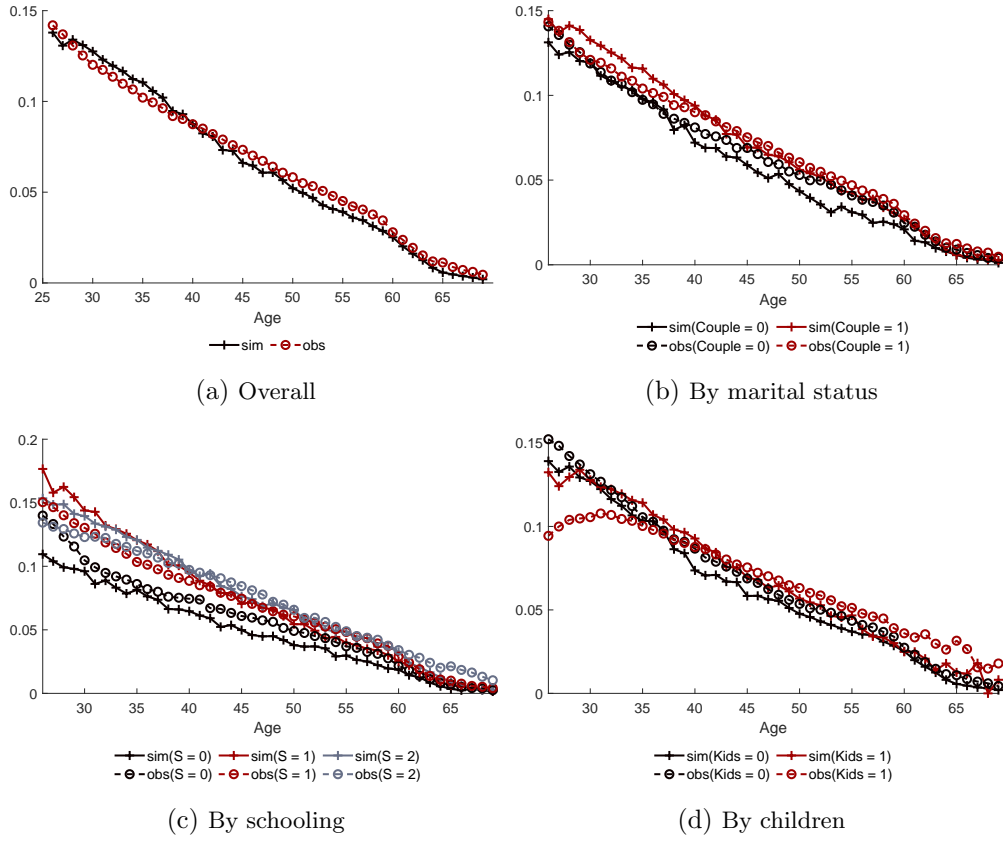 0.15
0.1
0.05
0
25 30 35 40 45 50 55 60 65
Age
sim obs
(a) Overall
0.15
0.1
0.05
0
30 35 40 45 50 55 60 65
Age
sim(Couple = 0) sim(Couple = 1)
obs(Couple = 0) obs(Couple = 1)
(b) By marital status
0.2
0.15
0.1
0.05
0
30 35 40 45 50 55 60 65
Age
sim(S = 0) sim(S = 1) sim(S = 2)
obs(S = 0) obs(S = 1) obs(S = 2)
(c) By schooling
0.15
0.1
0.05
0
30 35 40 45 50 55 60 65
Age
sim(Kids = 0) sim(Kids = 1)
obs(Kids = 0) obs(Kids = 1)
(d) By children